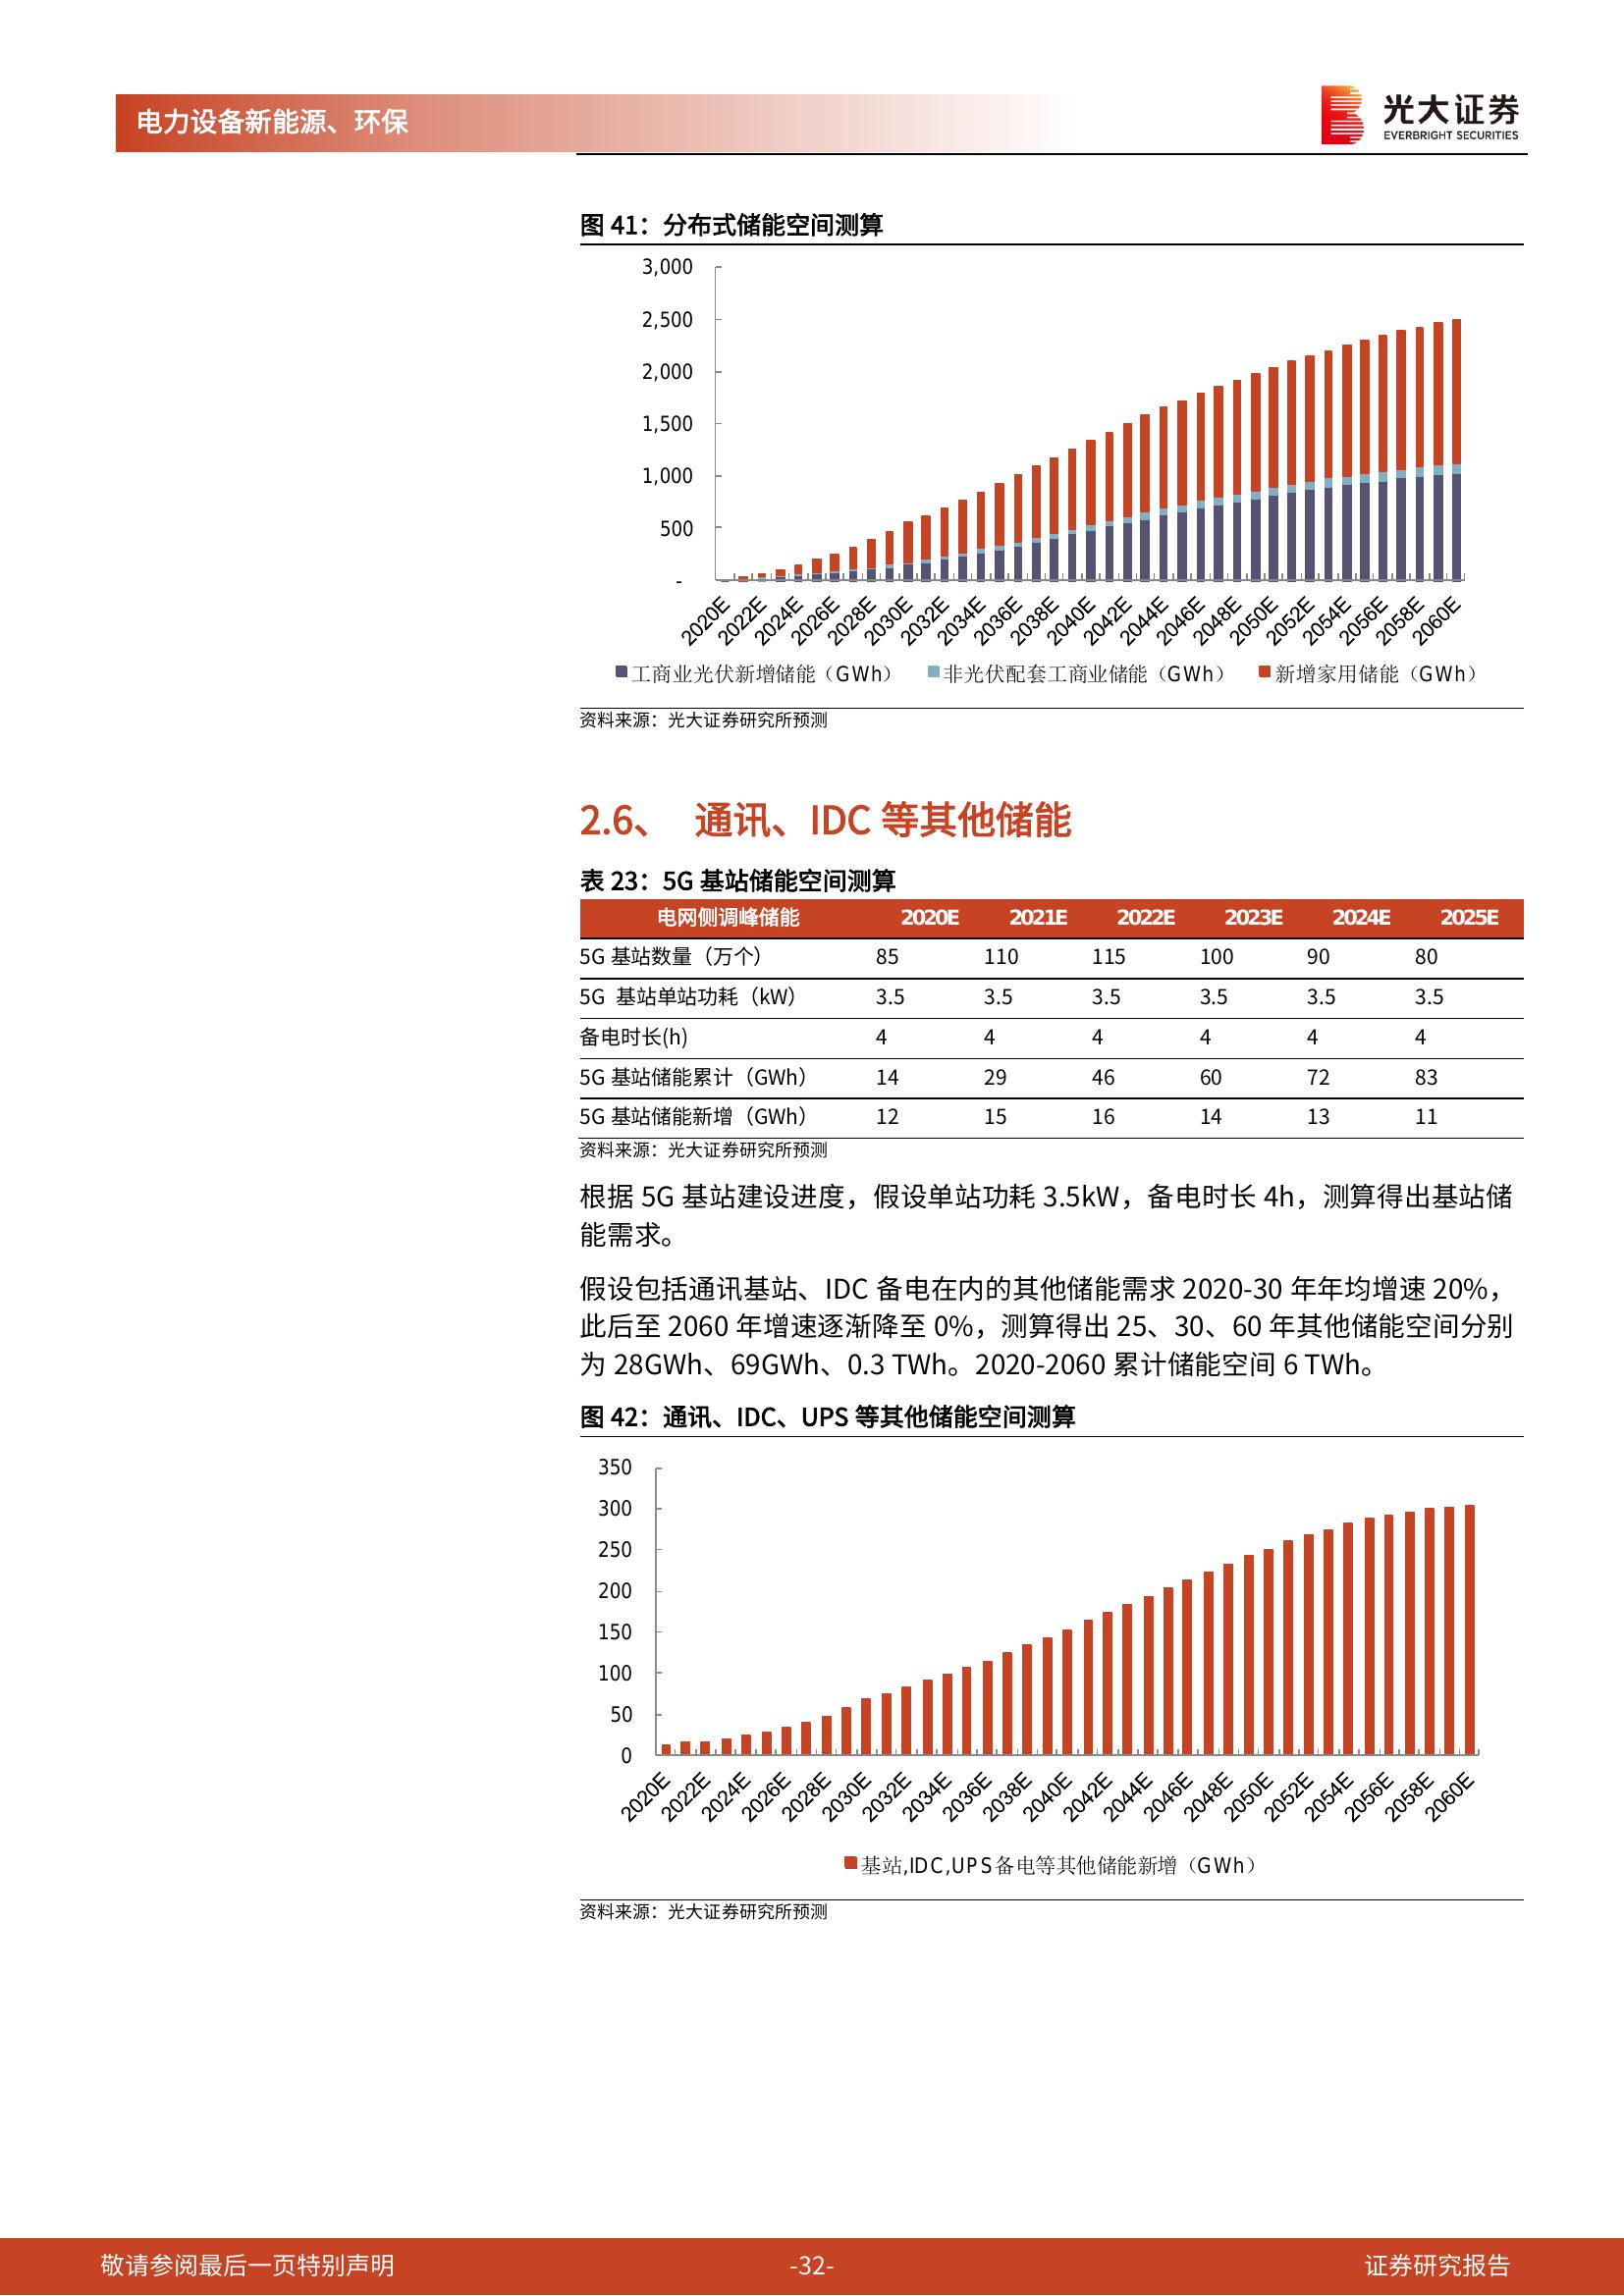 电力设备新能源、环保
光大证券
EVERBRIGHT SECURITIES
图 41：分布式储能空间测算
3,000
2,500
2,000
1,500
1,000
500
-
2020E 2022E 2024E 2026E 2028E 2030E 2032E 2034E 2036E 2038E 2040E 2042E 2044E 2046E 2048E 2050E 2052E 2054E 2056E 2058E 2060E
工商业光伏新增储能（GWh） 非光伏配套工商业储能（GWh） 新增家用储能（GWh）
资料来源：光大证券研究所预测
2.6、 通讯、IDC 等其他储能
表 23：5G 基站储能空间测算
电网侧调峰储能 2020E 2021E 2022E 2023E 2024E 2025E
5G 基站数量（万个） 85 110 115 100 90 80
5G 基站单站功耗（kW） 3.5 3.5 3.5 3.5 3.5 3.5
备电时长(h) 4 4 4 4 4 4
5G 基站储能累计（GWh） 14 29 46 60 72 83
5G 基站储能新增（GWh） 12 15 16 14 13 11
资料来源：光大证券研究所预测
根据 5G 基站建设进度，假设单站功耗 3.5kW，备电时长 4h，测算得出基站储
能需求。
假设包括通讯基站、IDC 备电在内的其他储能需求 2020-30 年年均增速 20%，
此后至 2060 年增速逐渐降至 0%，测算得出 25、30、60 年其他储能空间分别
为 28GWh、69GWh、0.3 TWh。2020-2060 累计储能空间 6 TWh。
图 42：通讯、IDC、UPS 等其他储能空间测算
350
300
250
200
150
100
50
0
2020E 2022E 2024E 2026E 2028E 2030E 2032E 2034E 2036E 2038E 2040E 2042E 2044E 2046E 2048E 2050E 2052E 2054E 2056E 2058E 2060E
基站,IDC,UPS备电等其他储能新增（GWh）
资料来源：光大证券研究所预测
敬请参阅最后一页特别声明 -32- 证券研究报告